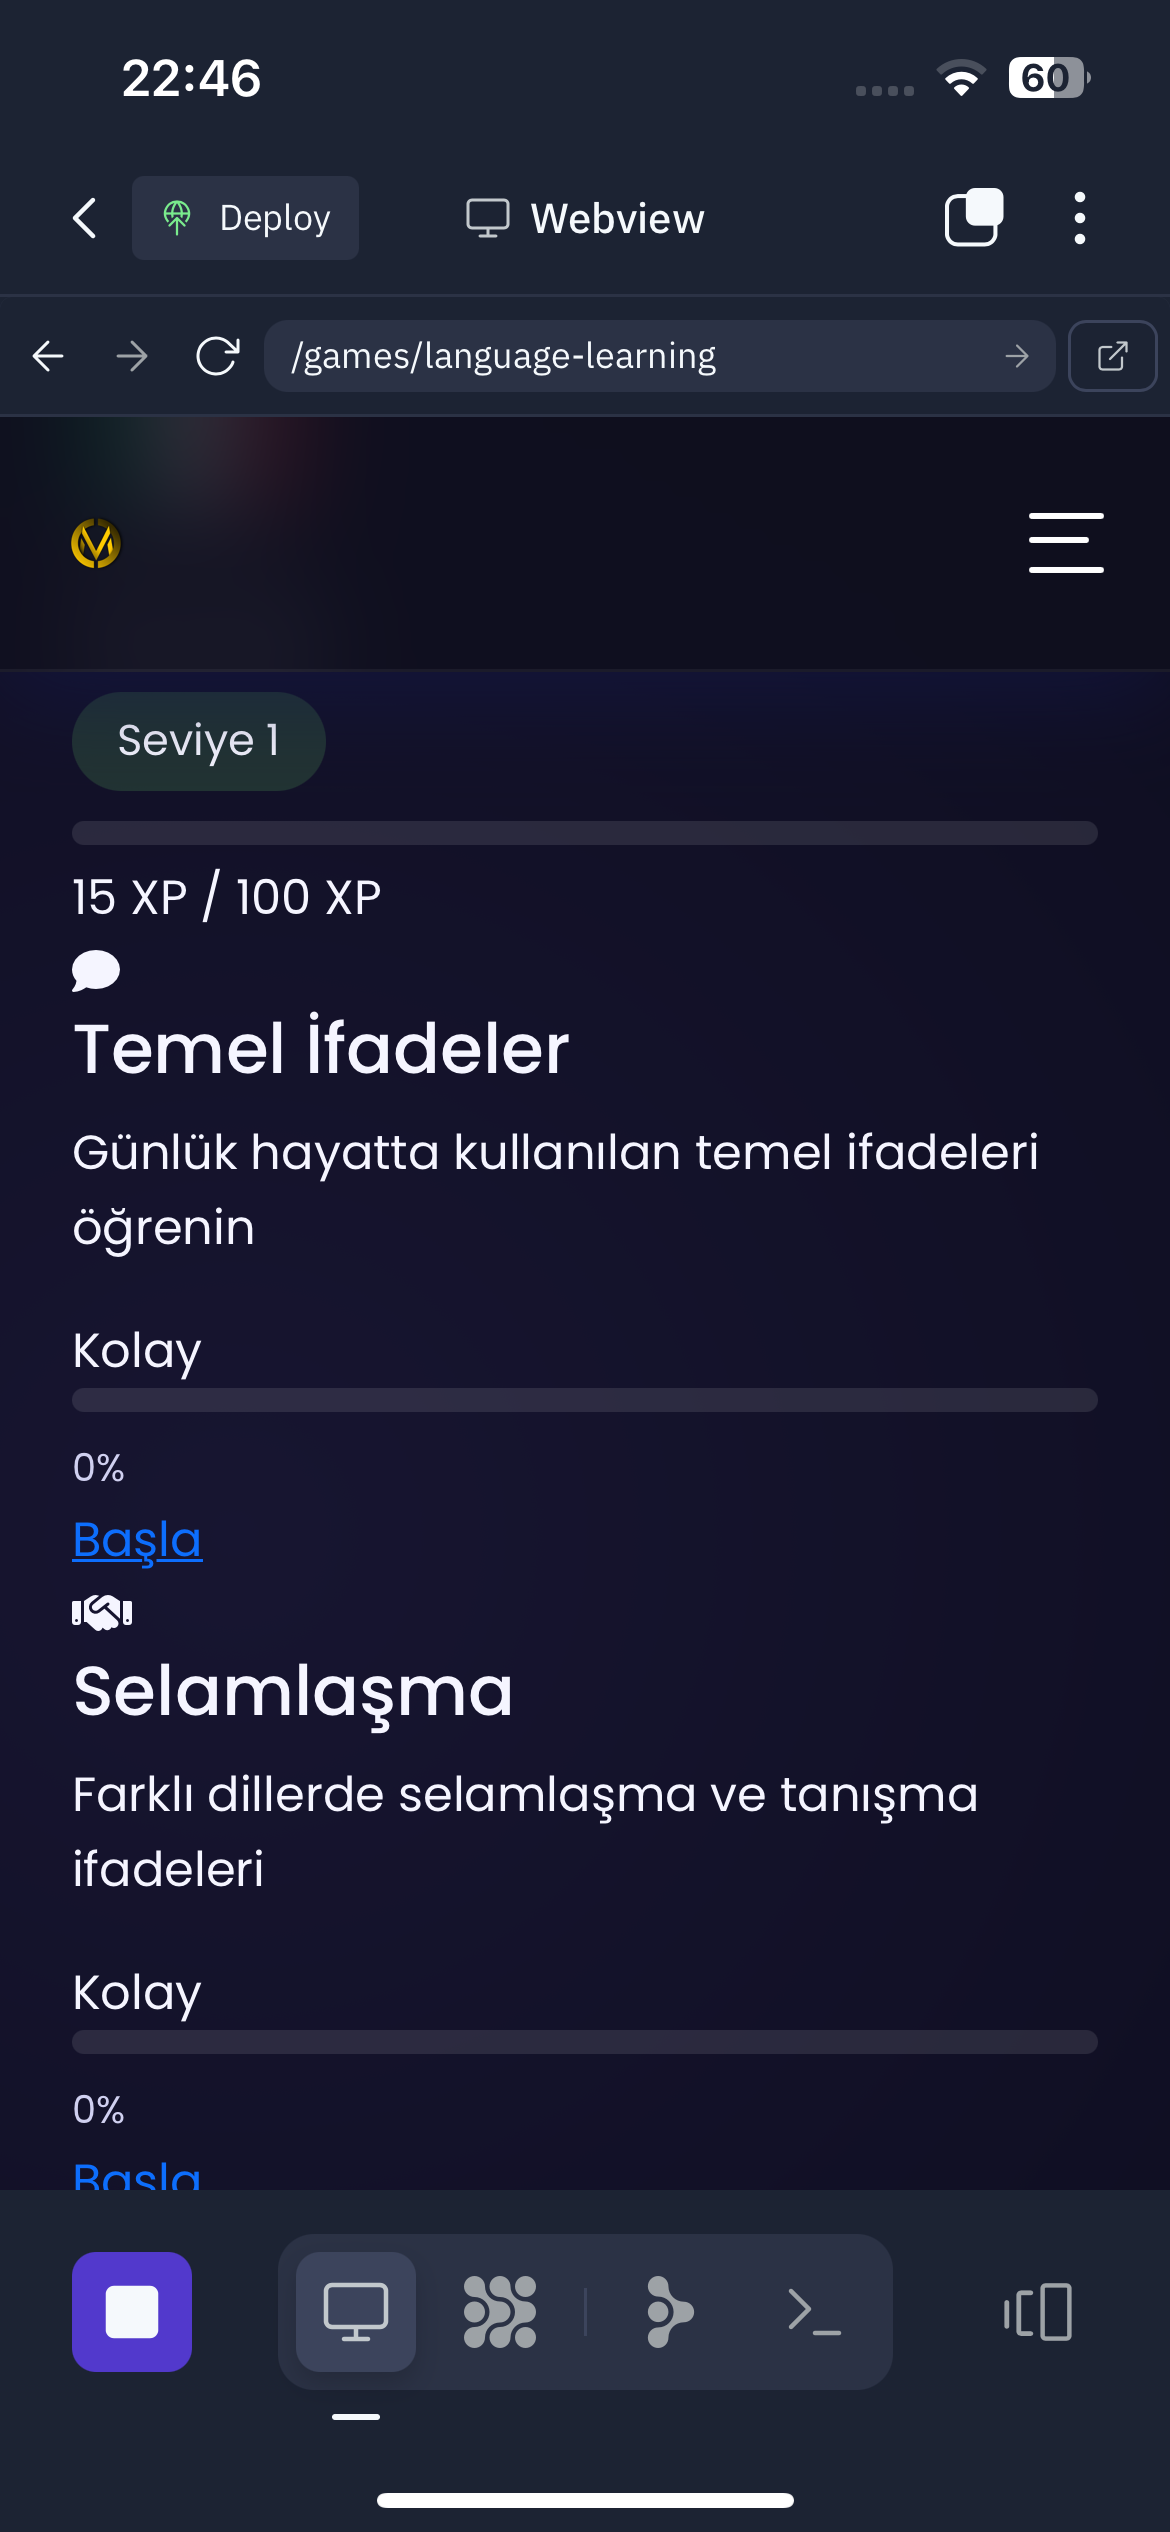 22:46
60
Deploy
Webview
/games/language-learning
Seviye 1
15 XP / 100 XP
Temel İfadeler
Günlük hayatta kullanılan temel ifadeleri
öğrenin
Kolay
0%
Başla
Selamlaşma
Farklı dillerde selamlaşma ve tanışma
ifadeleri
Kolay
0%
Başla